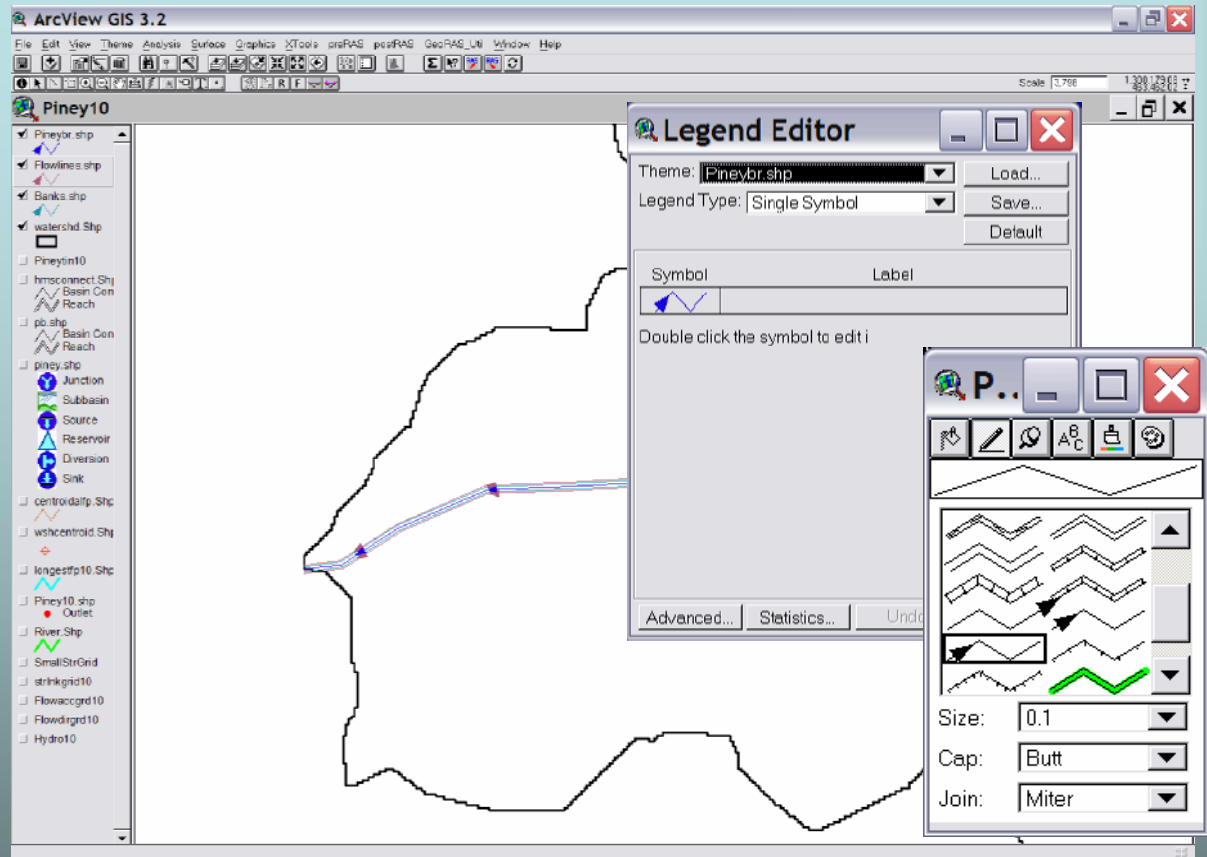 ArcView GIS 3.2
File Edit View Theme Analysis Surface Graphics XTools preRAS postRAS GeoRAS_Util Window Help
Scale 3,798
Piney10
Pineybr.shp
Flowlines.shp
Banks.shp
watershd.Shp
Pineytin10
hmsconnect.Shp
Basin Con
Reach
pb.shp
Basin Con
Reach
piney.shp
Junction
Subbasin
Source
Reservoir
Diversion
Sink
centroidalfp.Shp
wshcentroid.Shp
longestfp10.Shp
Piney10.shp
Outlet
River.Shp
SmallStrGrid
strlnkgrid10
Flowaccgrd10
Flowdirgrd10
Hydro10
Legend Editor
Theme: Pineybr.shp
Load...
Legend Type: Single Symbol
Save...
Default
Symbol Label
Double click the symbol to edit i
Advanced... Statistics... Undo
P..
Size: 0.1
Cap: Butt
Join: Miter